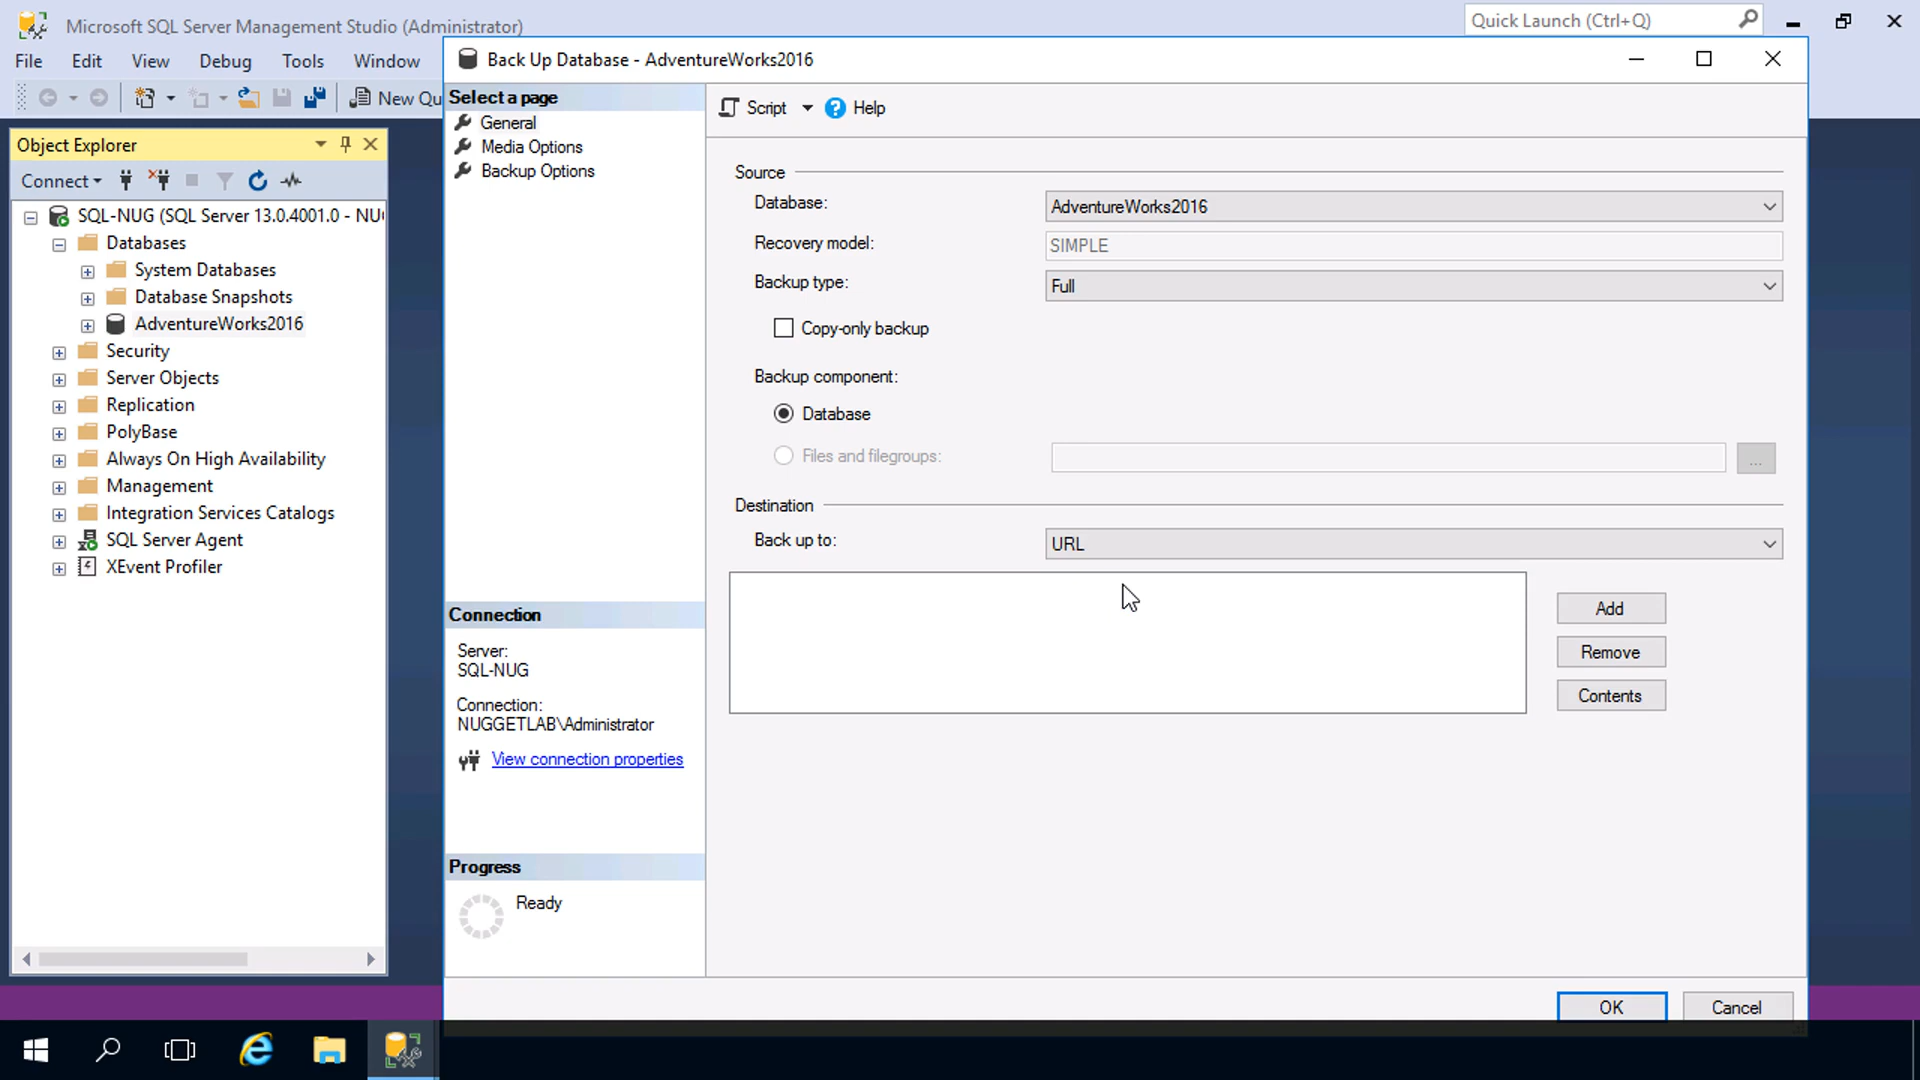 Microsoft SQL Server Management Studio (Administrator)
Quick Launch (Ctrl+Q)
File Edit View Debug Tools Window
New Qu
Object Explorer
Connect
SQL-NUG (SQL Server 13.0.4001.0 - NU
Databases
System Databases
Database Snapshots
AdventureWorks2016
Security
Server Objects
Replication
PolyBase
Always On High Availability
Management
Integration Services Catalogs
SQL Server Agent
XEvent Profiler
Back Up Database - AdventureWorks2016
Select a page
General
Media Options
Backup Options
Connection
Server:
SQL-NUG
Connection:
NUGGETLAB\Administrator
View connection properties
Progress
Ready
Script Help
Source
Database: AdventureWorks2016
Recovery model: SIMPLE
Backup type: Full
Copy-only backup
Backup component:
Database
Files and filegroups: ...
Destination
Back up to: URL
Add
Remove
Contents
OK Cancel